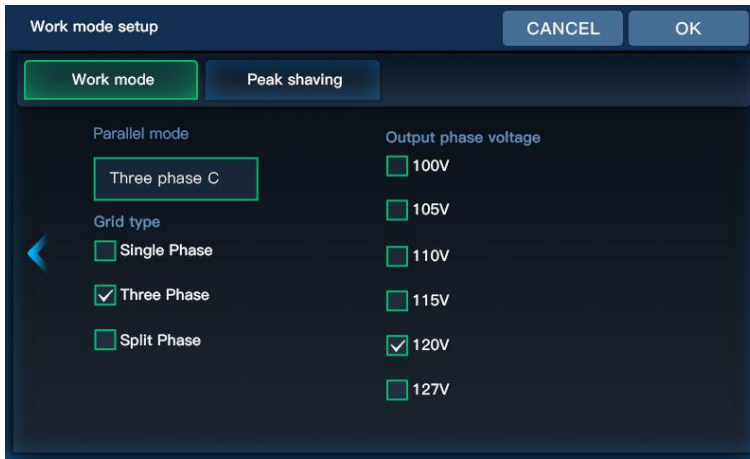 Work mode setup
CANCEL
OK
Work mode
Peak shaving
Parallel mode
Three phase C
Grid type
Single Phase
Three Phase
Split Phase
Output phase voltage
100V
105V
110V
115V
120V
127V